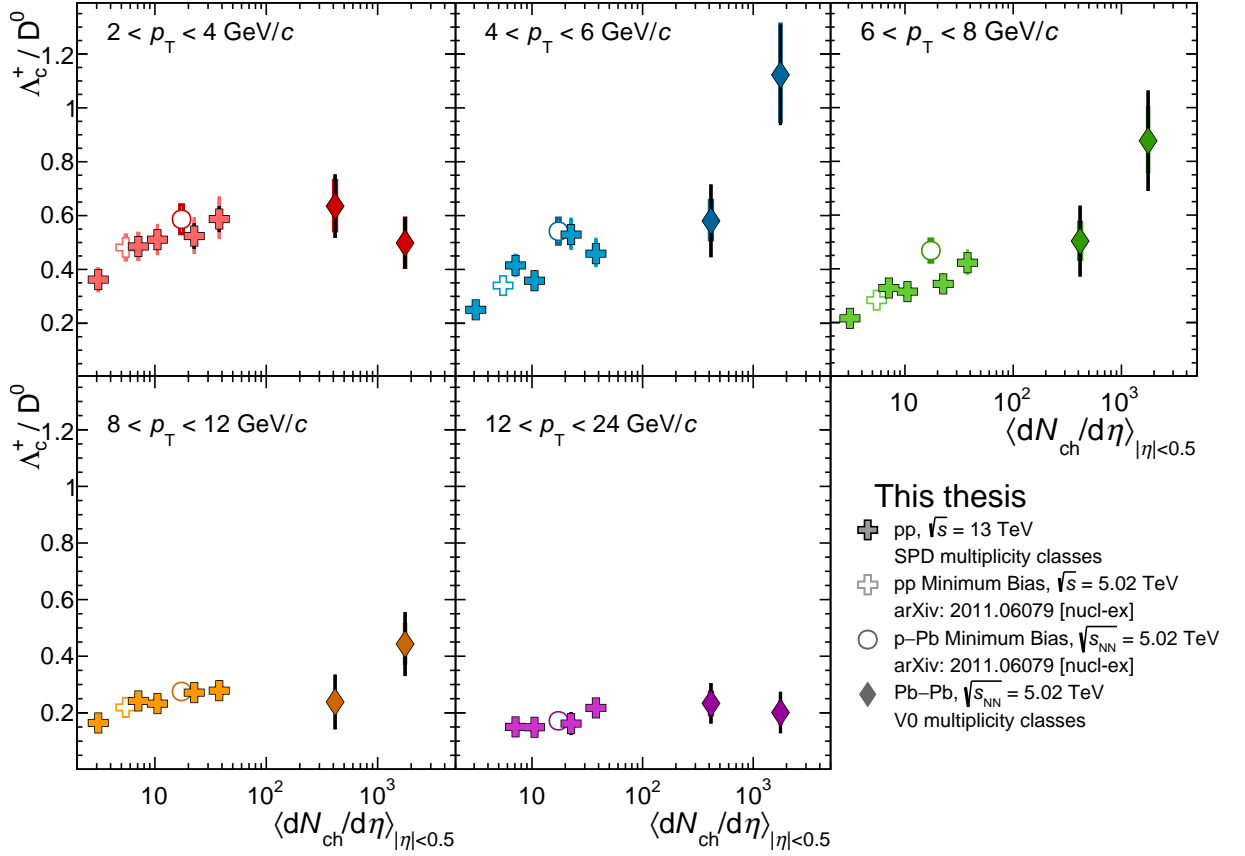 Λc+ / D0
2 < pT < 4 GeV/c
4 < pT < 6 GeV/c
6 < pT < 8 GeV/c
1.2
1
0.8
0.6
0.4
0.2
10 10² 10³
⟨dNch/dη⟩|η|<0.5
Λc+ / D0
8 < pT < 12 GeV/c
12 < pT < 24 GeV/c
1.2
1
0.8
0.6
0.4
0.2
10 10² 10³
10 10² 10³
⟨dNch/dη⟩|η|<0.5
⟨dNch/dη⟩|η|<0.5
This thesis
pp, √s = 13 TeV
SPD multiplicity classes
pp Minimum Bias, √s = 5.02 TeV
arXiv: 2011.06079 [nucl-ex]
p–Pb Minimum Bias, √sNN = 5.02 TeV
arXiv: 2011.06079 [nucl-ex]
Pb–Pb, √sNN = 5.02 TeV
V0 multiplicity classes